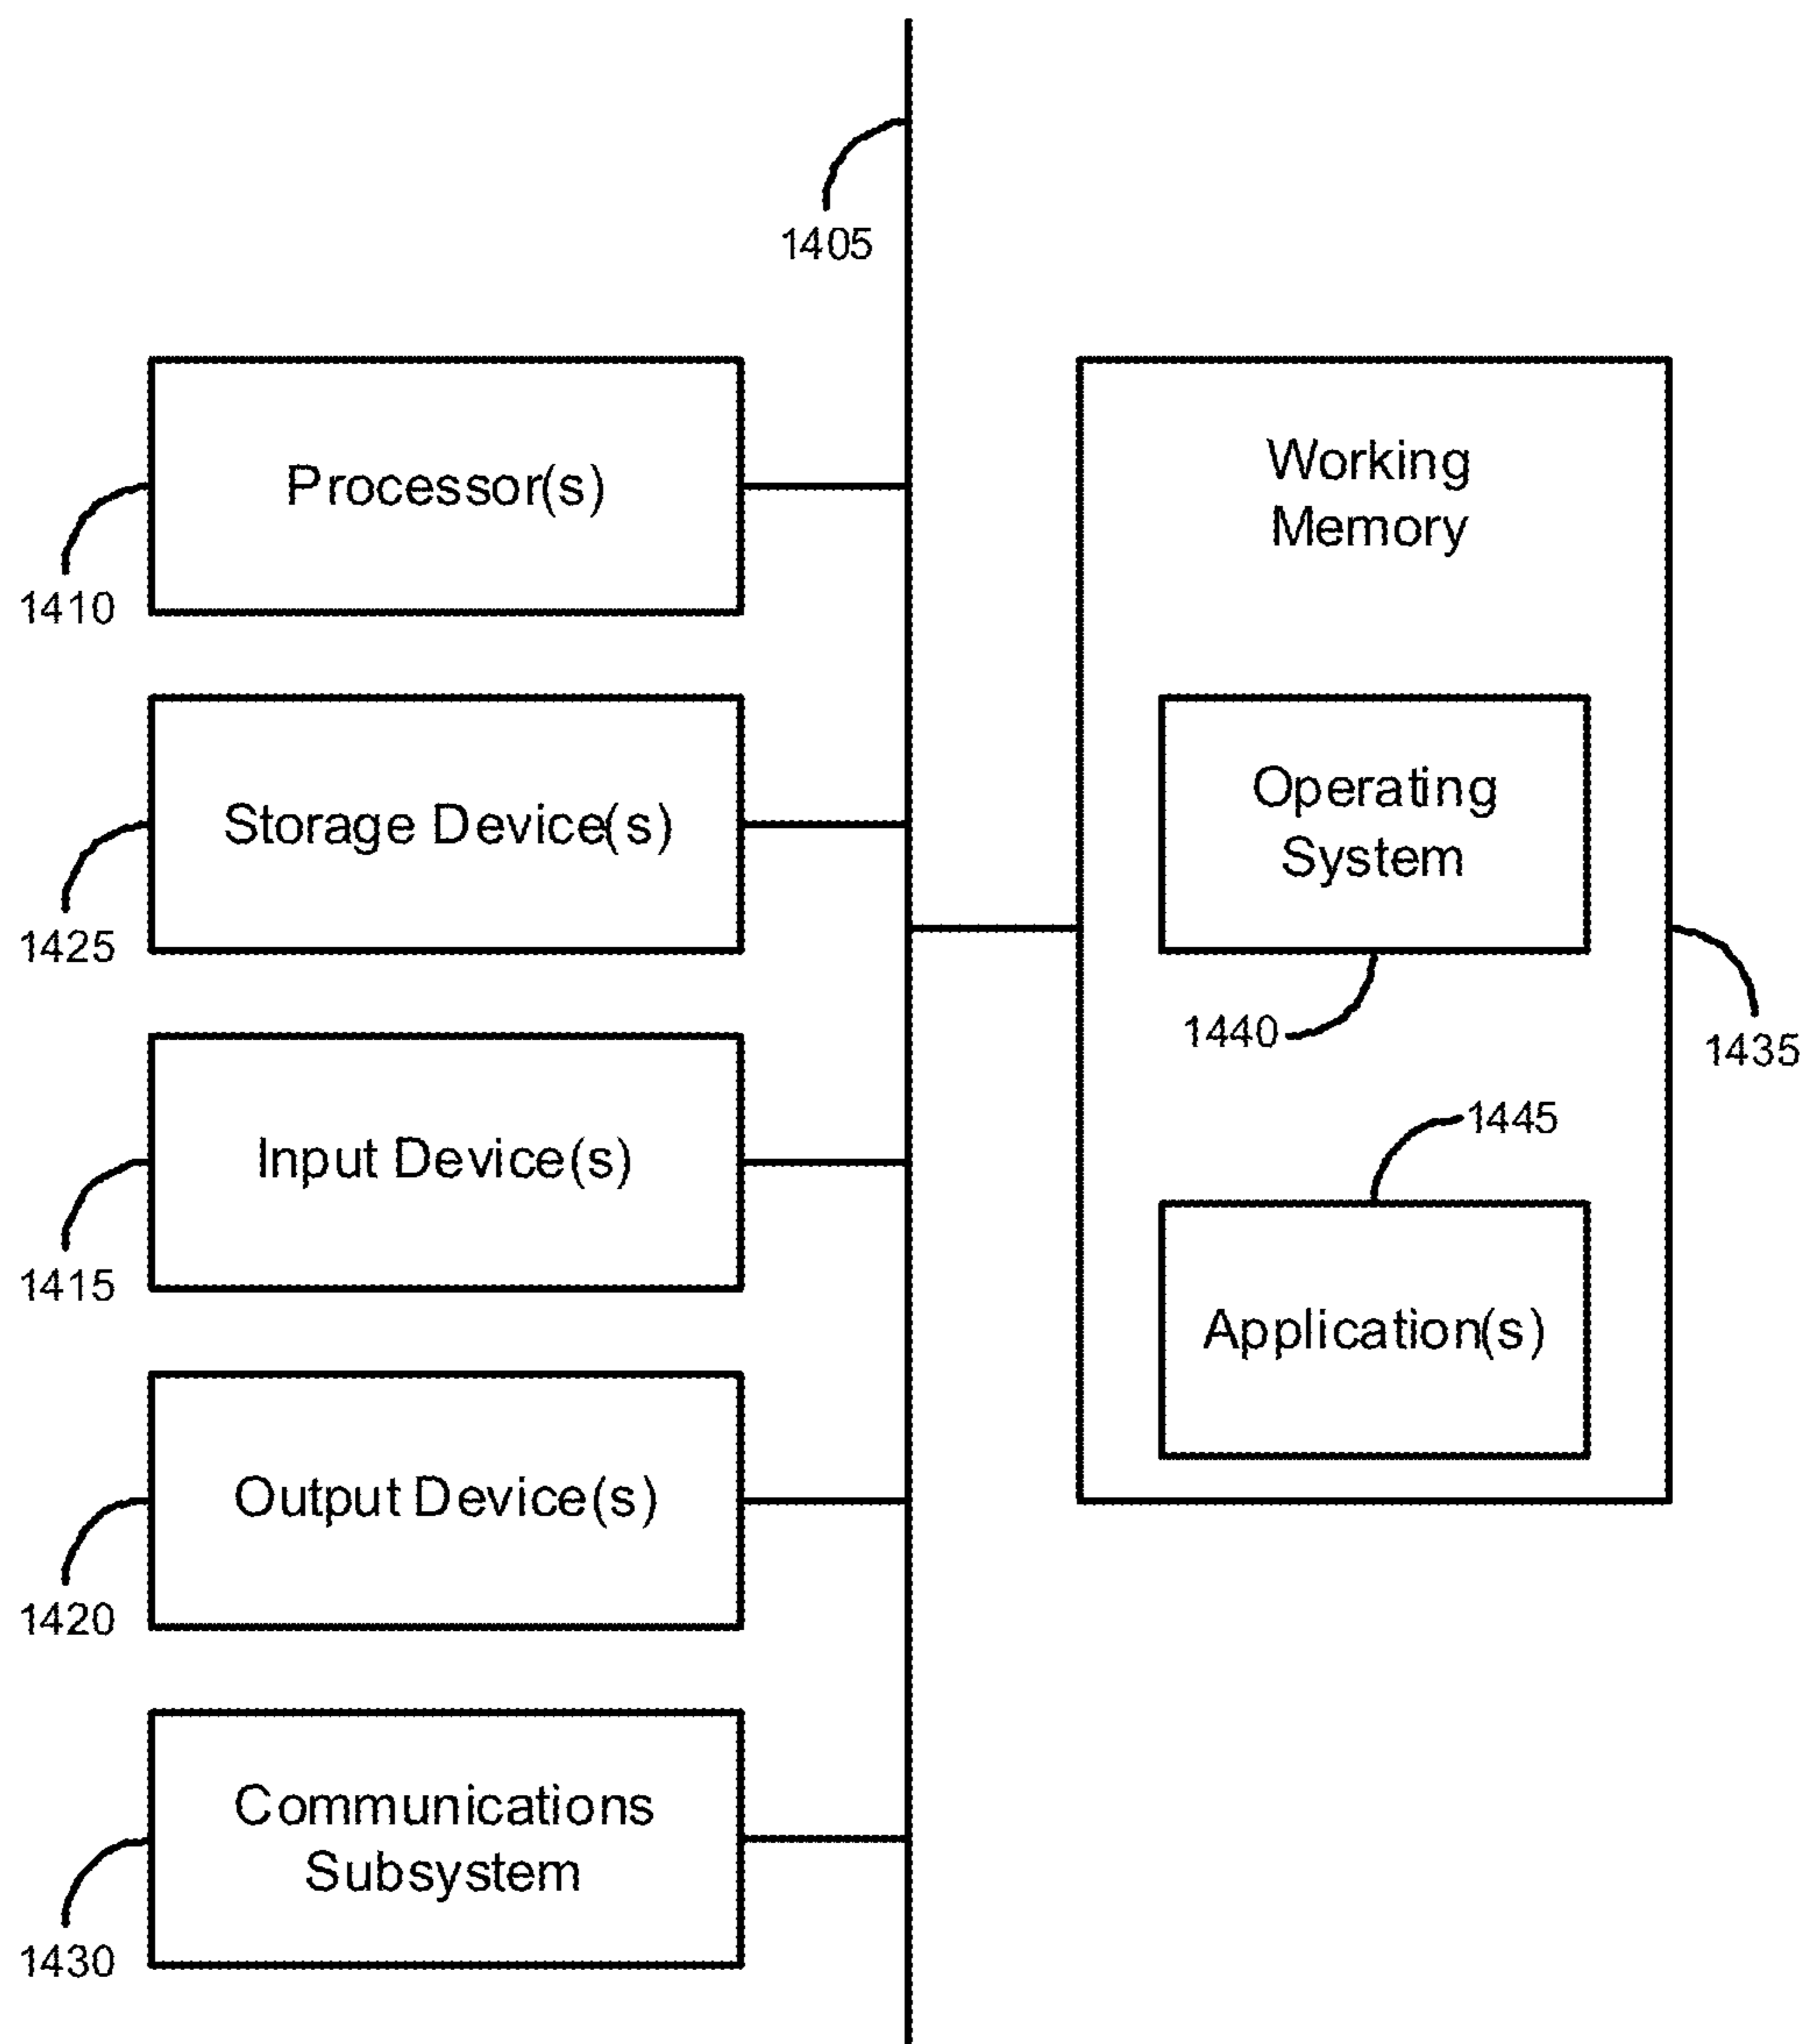 1405
Processor(s)
1410
Storage Device(s)
1425
Input Device(s)
1415
Output Device(s)
1420
Communications
Subsystem
1430
Working
Memory
Operating
System
1440
1435
1445
Application(s)